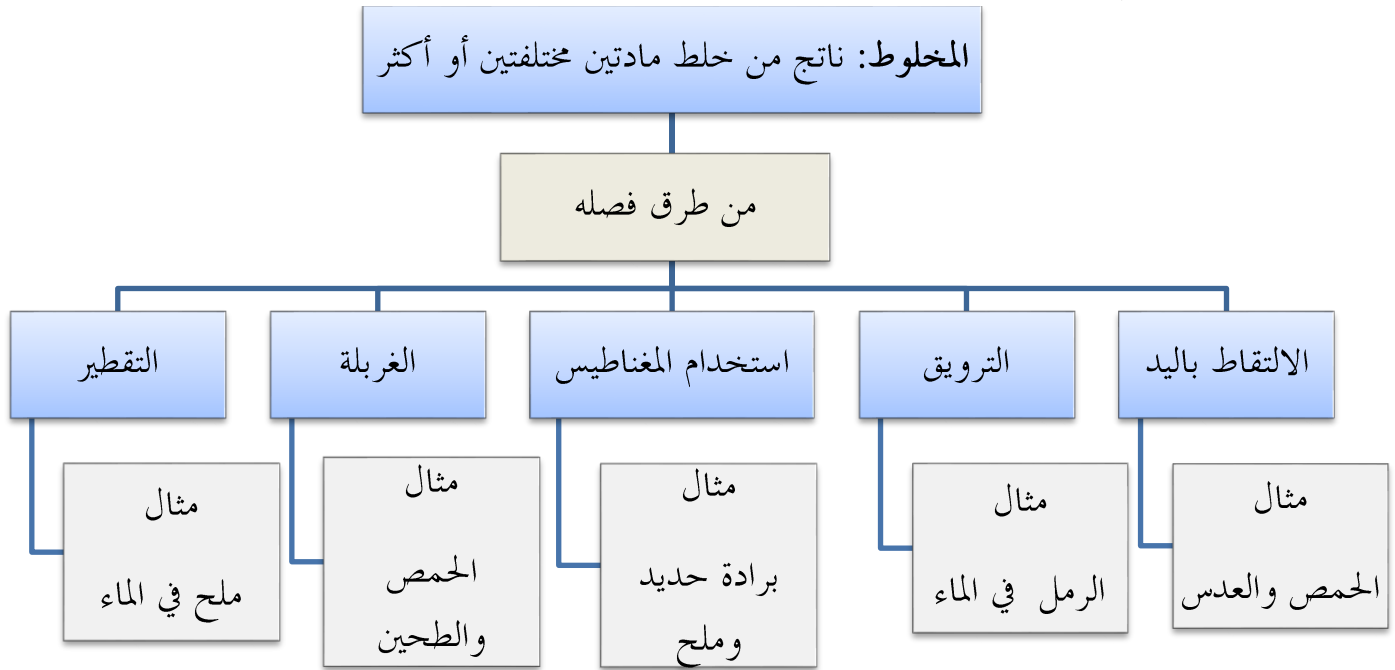 المخلوط: ناتج من خلط مادتين مختلفتين أو أكثر
من طرق فصله
الالتقاط باليد
الترويق
استخدام المغناطيس
الغربلة
التقطير
مثال
الحمص والعدس
مثال
الرمل في الماء
مثال
برادة حديد
وملح
مثال
الحمص
والطحين
مثال
ملح في الماء